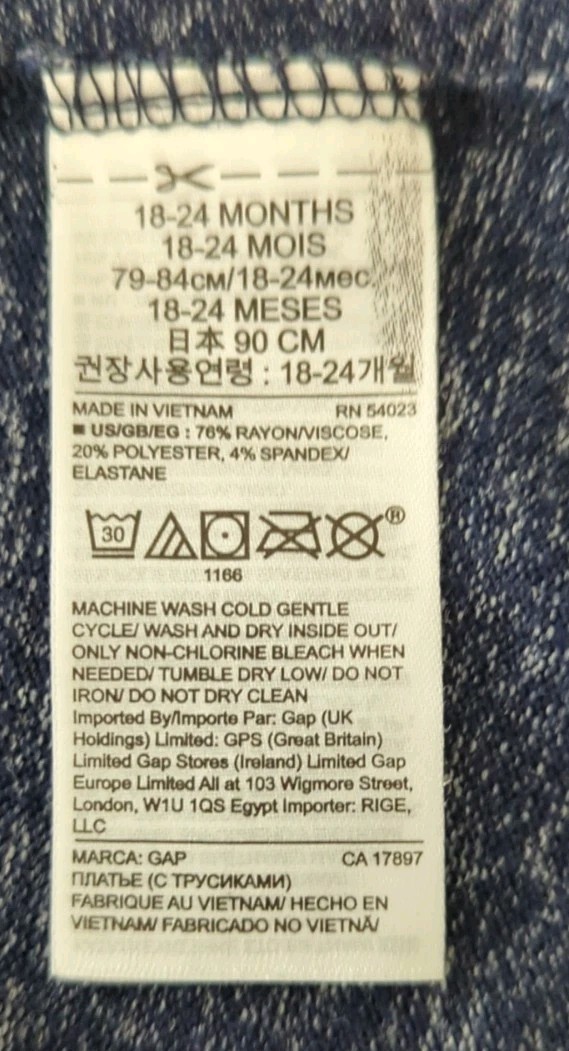 18-24 MONTHS
18-24 MOIS
79-84см/18-24мес.
18-24 MESES
日本 90 CM
권장사용연령 : 18-24개월
MADE IN VIETNAM RN 54023
■ US/GB/EG : 76% RAYON/VISCOSE,
20% POLYESTER, 4% SPANDEX/
ELASTANE
30 ®
1166
MACHINE WASH COLD GENTLE
CYCLE/ WASH AND DRY INSIDE OUT/
ONLY NON-CHLORINE BLEACH WHEN
NEEDED/ TUMBLE DRY LOW/ DO NOT
IRON/ DO NOT DRY CLEAN
Imported By/Importe Par: Gap (UK
Holdings) Limited: GPS (Great Britain)
Limited Gap Stores (Ireland) Limited Gap
Europe Limited All at 103 Wigmore Street,
London, W1U 1QS Egypt Importer: RIGE,
LLC
MARCA: GAP CA 17897
ПЛАТЬЕ (С ТРУСИКАМИ)
FABRIQUE AU VIETNAM/ HECHO EN
VIETNAM/ FABRICADO NO VIETNÃ/